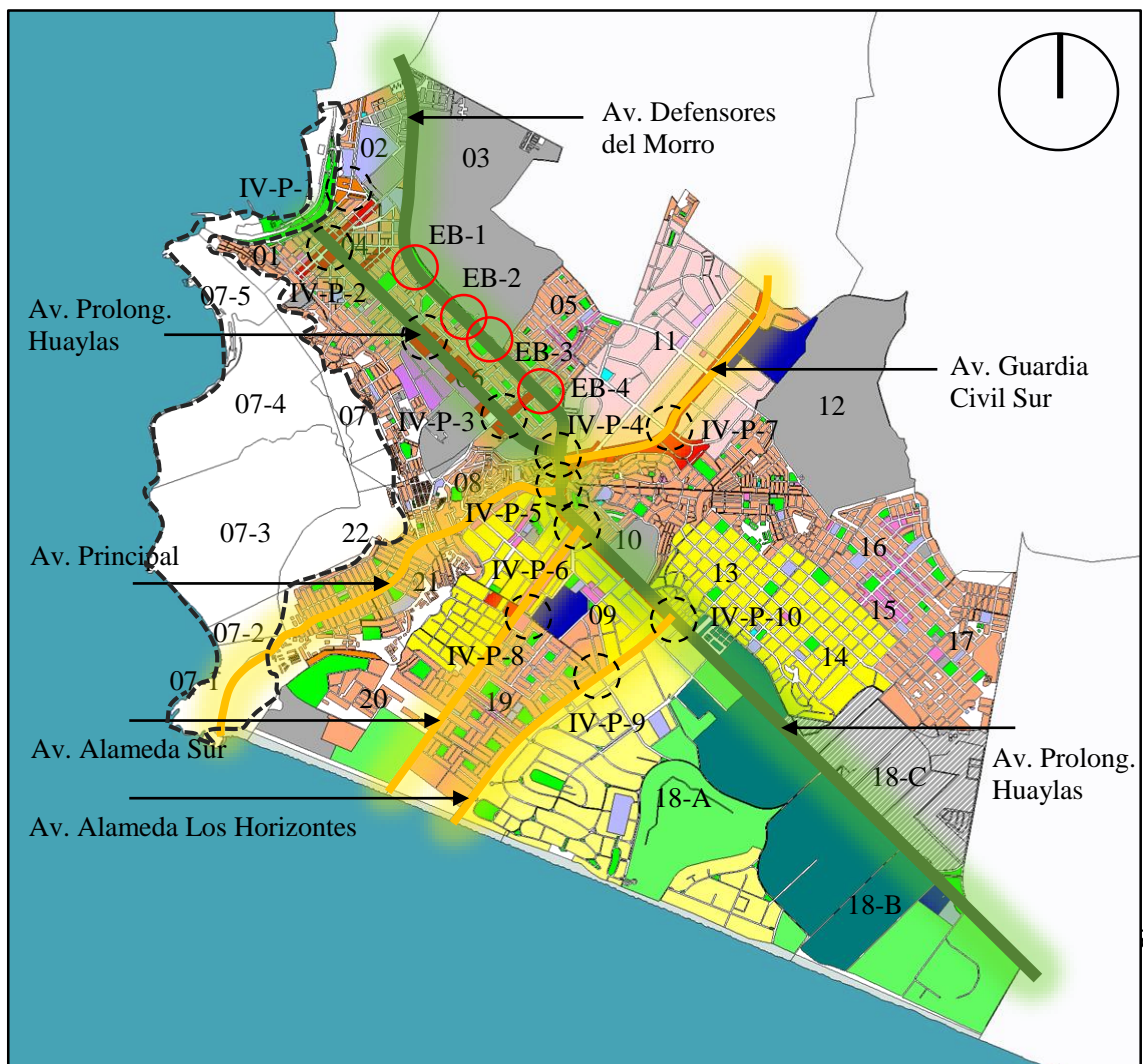 Av. Defensores
del Morro
02
03
IV-P-
04
EB-1
01
07-5
IV-P-2
EB-2
05
Av. Prolong.
Huaylas
EB-3
11
Av. Guardia
Civil Sur
06
EB-4
07-4
07
IV-P-3
IV-P-4
IV-P-7
12
08
07-3
22
IV-P-5
10
16
Av. Principal
21
IV-P-6
13
15
09
IV-P-10
07-2
IV-P-8
14
17
07-1
20
19
IV-P-9
Av. Alameda Sur
18-C
Av. Prolong.
Huaylas
18-A
Av. Alameda Los Horizontes
18-B